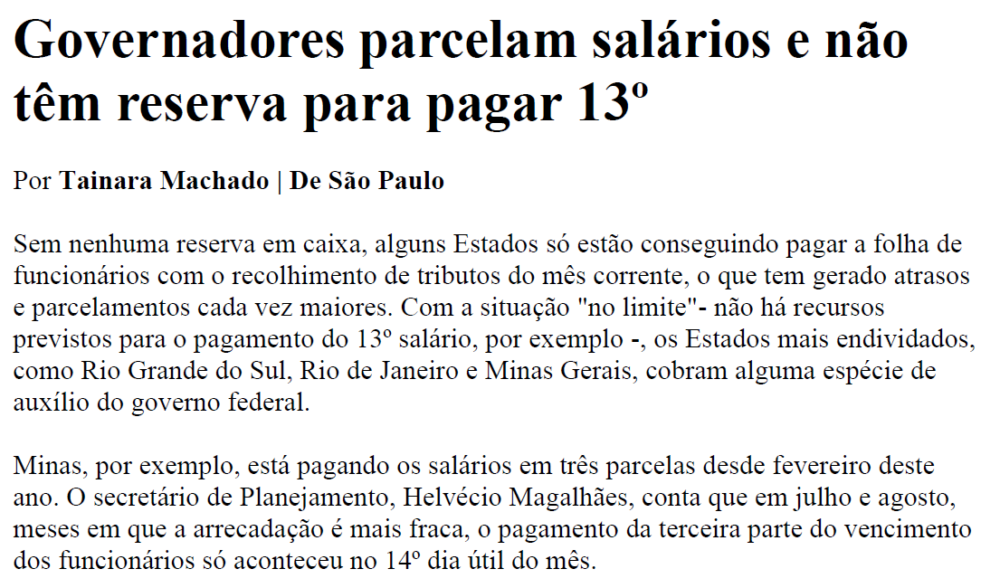 Governadores parcelam salários e não
têm reserva para pagar 13º
Por Tainara Machado | De São Paulo
Sem nenhuma reserva em caixa, alguns Estados só estão conseguindo pagar a folha de
funcionários com o recolhimento de tributos do mês corrente, o que tem gerado atrasos
e parcelamentos cada vez maiores. Com a situação "no limite"- não há recursos
previstos para o pagamento do 13º salário, por exemplo -, os Estados mais endividados,
como Rio Grande do Sul, Rio de Janeiro e Minas Gerais, cobram alguma espécie de
auxílio do governo federal.
Minas, por exemplo, está pagando os salários em três parcelas desde fevereiro deste
ano. O secretário de Planejamento, Helvécio Magalhães, conta que em julho e agosto,
meses em que a arrecadação é mais fraca, o pagamento da terceira parte do vencimento
dos funcionários só aconteceu no 14º dia útil do mês.